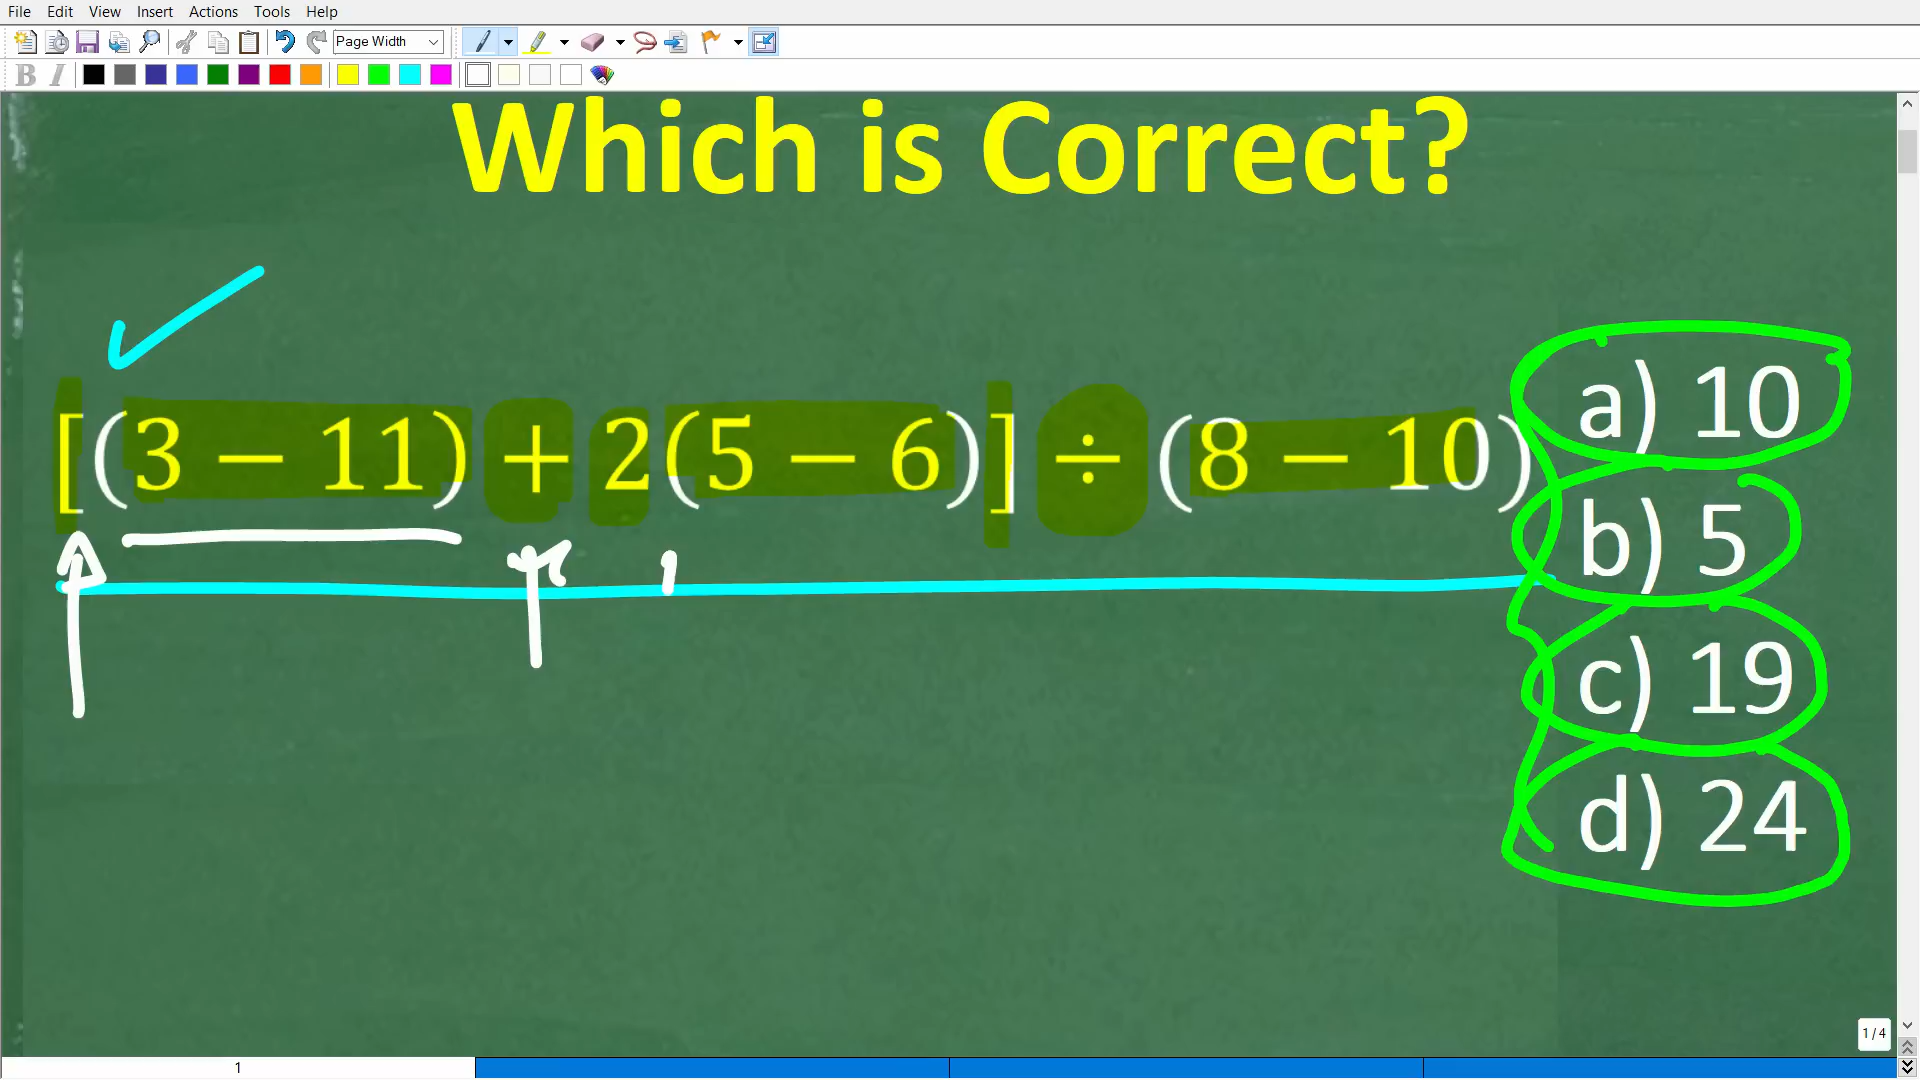 File Edit View Insert Actions Tools Help
Page Width
B I
Which is Correct?
[(3 − 11) + 2(5 − 6)] ÷ (8 − 10)
a) 10
b) 5
c) 19
d) 24
1 / 4
1